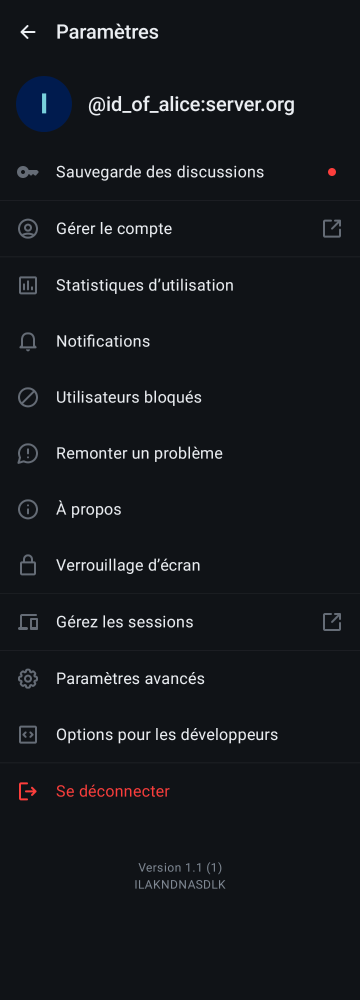 Paramètres
I
@id_of_alice:server.org
Sauvegarde des discussions
Gérer le compte
Statistiques d’utilisation
Notifications
Utilisateurs bloqués
Remonter un problème
À propos
Verrouillage d’écran
Gérez les sessions
Paramètres avancés
Options pour les développeurs
Se déconnecter
Version 1.1 (1)
ILAKNDNASDLK